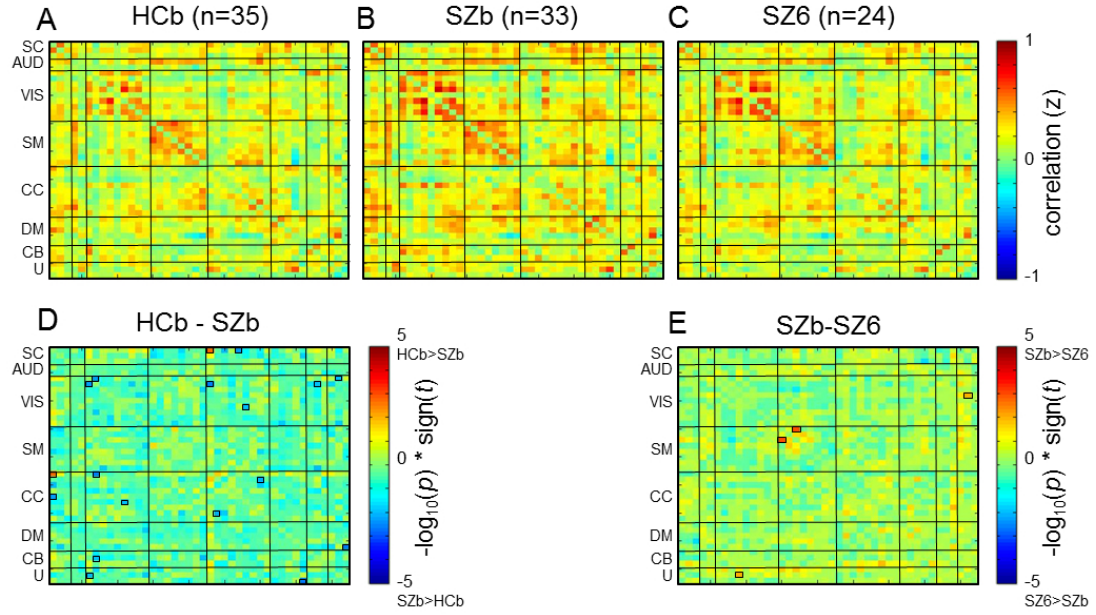 A HCb (n=35) B SZb (n=33) C SZ6 (n=24)
SC
AUD
VIS
SM
CC
DM
CB
U
1
0
-1
correlation (z)
D HCb - SZb
SC
AUD
VIS
SM
CC
DM
CB
U
5
HCb>SZb
0
-5
SZb>HCb
-log10(p) * sign(t)
E SZb-SZ6
SC
AUD
VIS
SM
CC
DM
CB
U
5
SZb>SZ6
0
-5
SZ6>SZb
-log10(p) * sign(t)